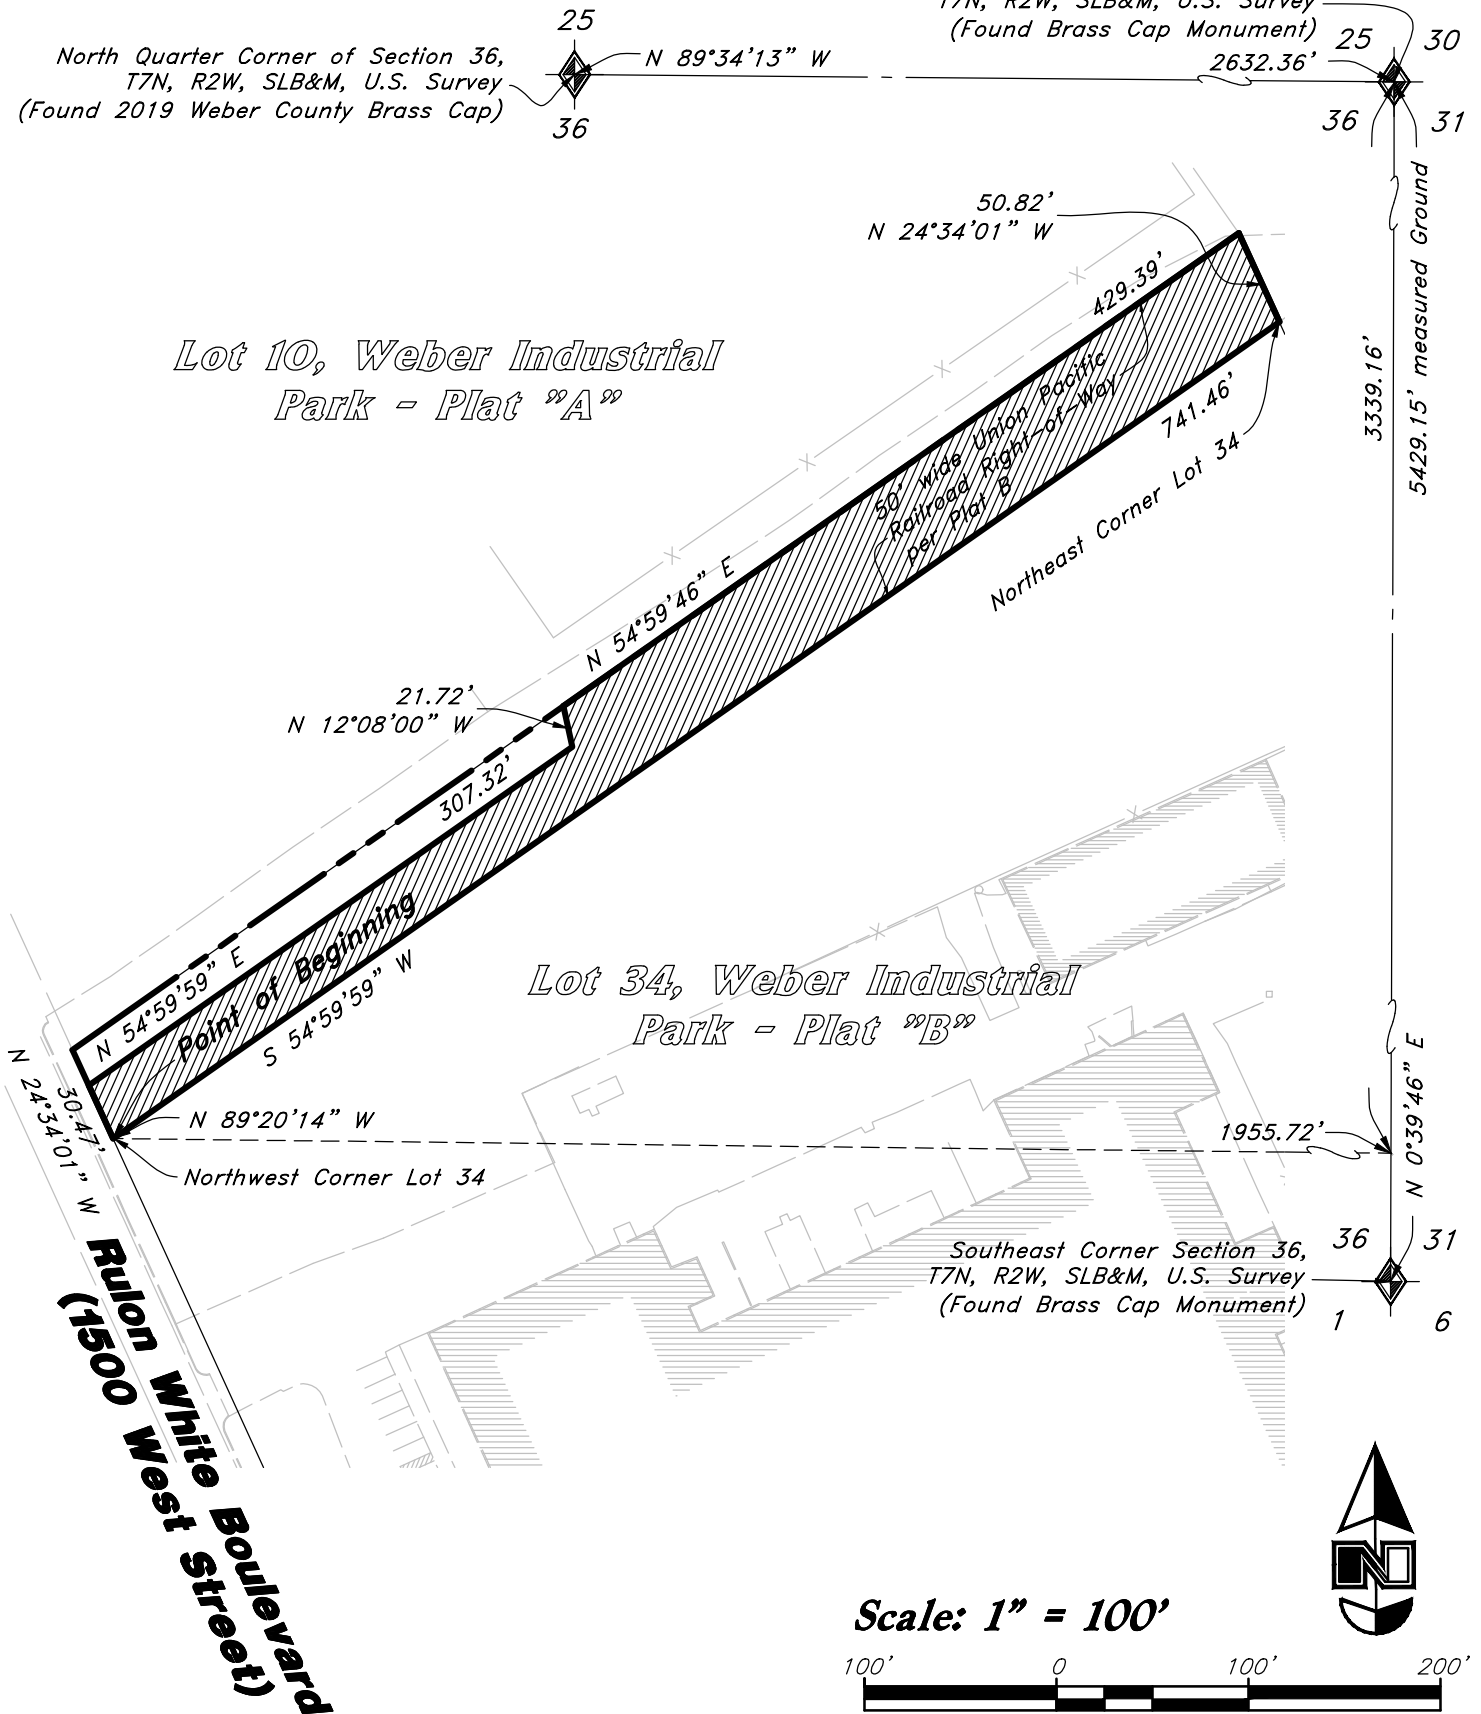 25
North Quarter Corner of Section 36,
T7N, R2W, SLB&M, U.S. Survey
(Found 2019 Weber County Brass Cap)
36
N 89°34'13" W
T7N, R2W, SLB&M, U.S. Survey
(Found Brass Cap Monument)
2632.36'
25
30
36
31
50.82'
N 24°34'01" W
429.39'
Lot 10, Weber Industrial
Park - Plat "A"
50' wide Union Pacific
Railroad Right-of-Way
per Plat B
741.46'
Northeast Corner Lot 34
3339.16'
5429.15' measured Ground
N 54°59'46" E
21.72'
N 12°08'00" W
307.32'
N 54°59'59" E
Point of Beginning
S 54°59'59" W
Lot 34, Weber Industrial
Park - Plat "B"
30.47'
N 24°34'01" W
N 89°20'14" W
1955.72'
N 0°39'46" E
Northwest Corner Lot 34
Southeast Corner Section 36,
T7N, R2W, SLB&M, U.S. Survey
(Found Brass Cap Monument)
36
31
1
6
Rulon White Boulevard
(1500 West Street)
N
Scale: 1" = 100'
100'
0
100'
200'